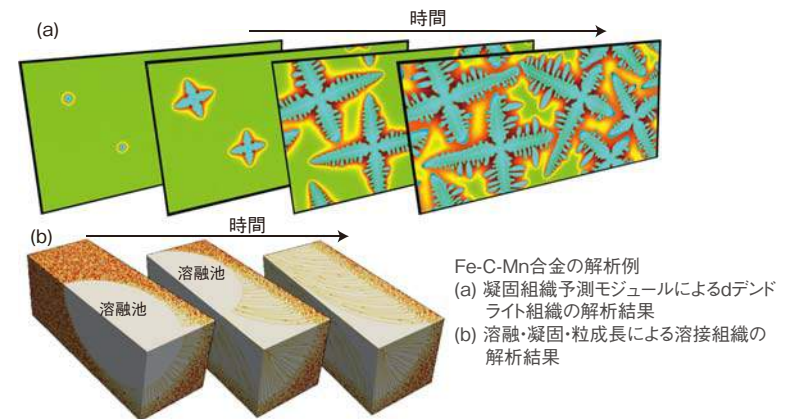 (a)
時間
(b)
時間
溶融池
溶融池
Fe-C-Mn合金の解析例
(a) 凝固組織予測モジュールによるdデンド
ライト組織の解析結果
(b) 溶融・凝固・粒成長による溶接組織の
解析結果